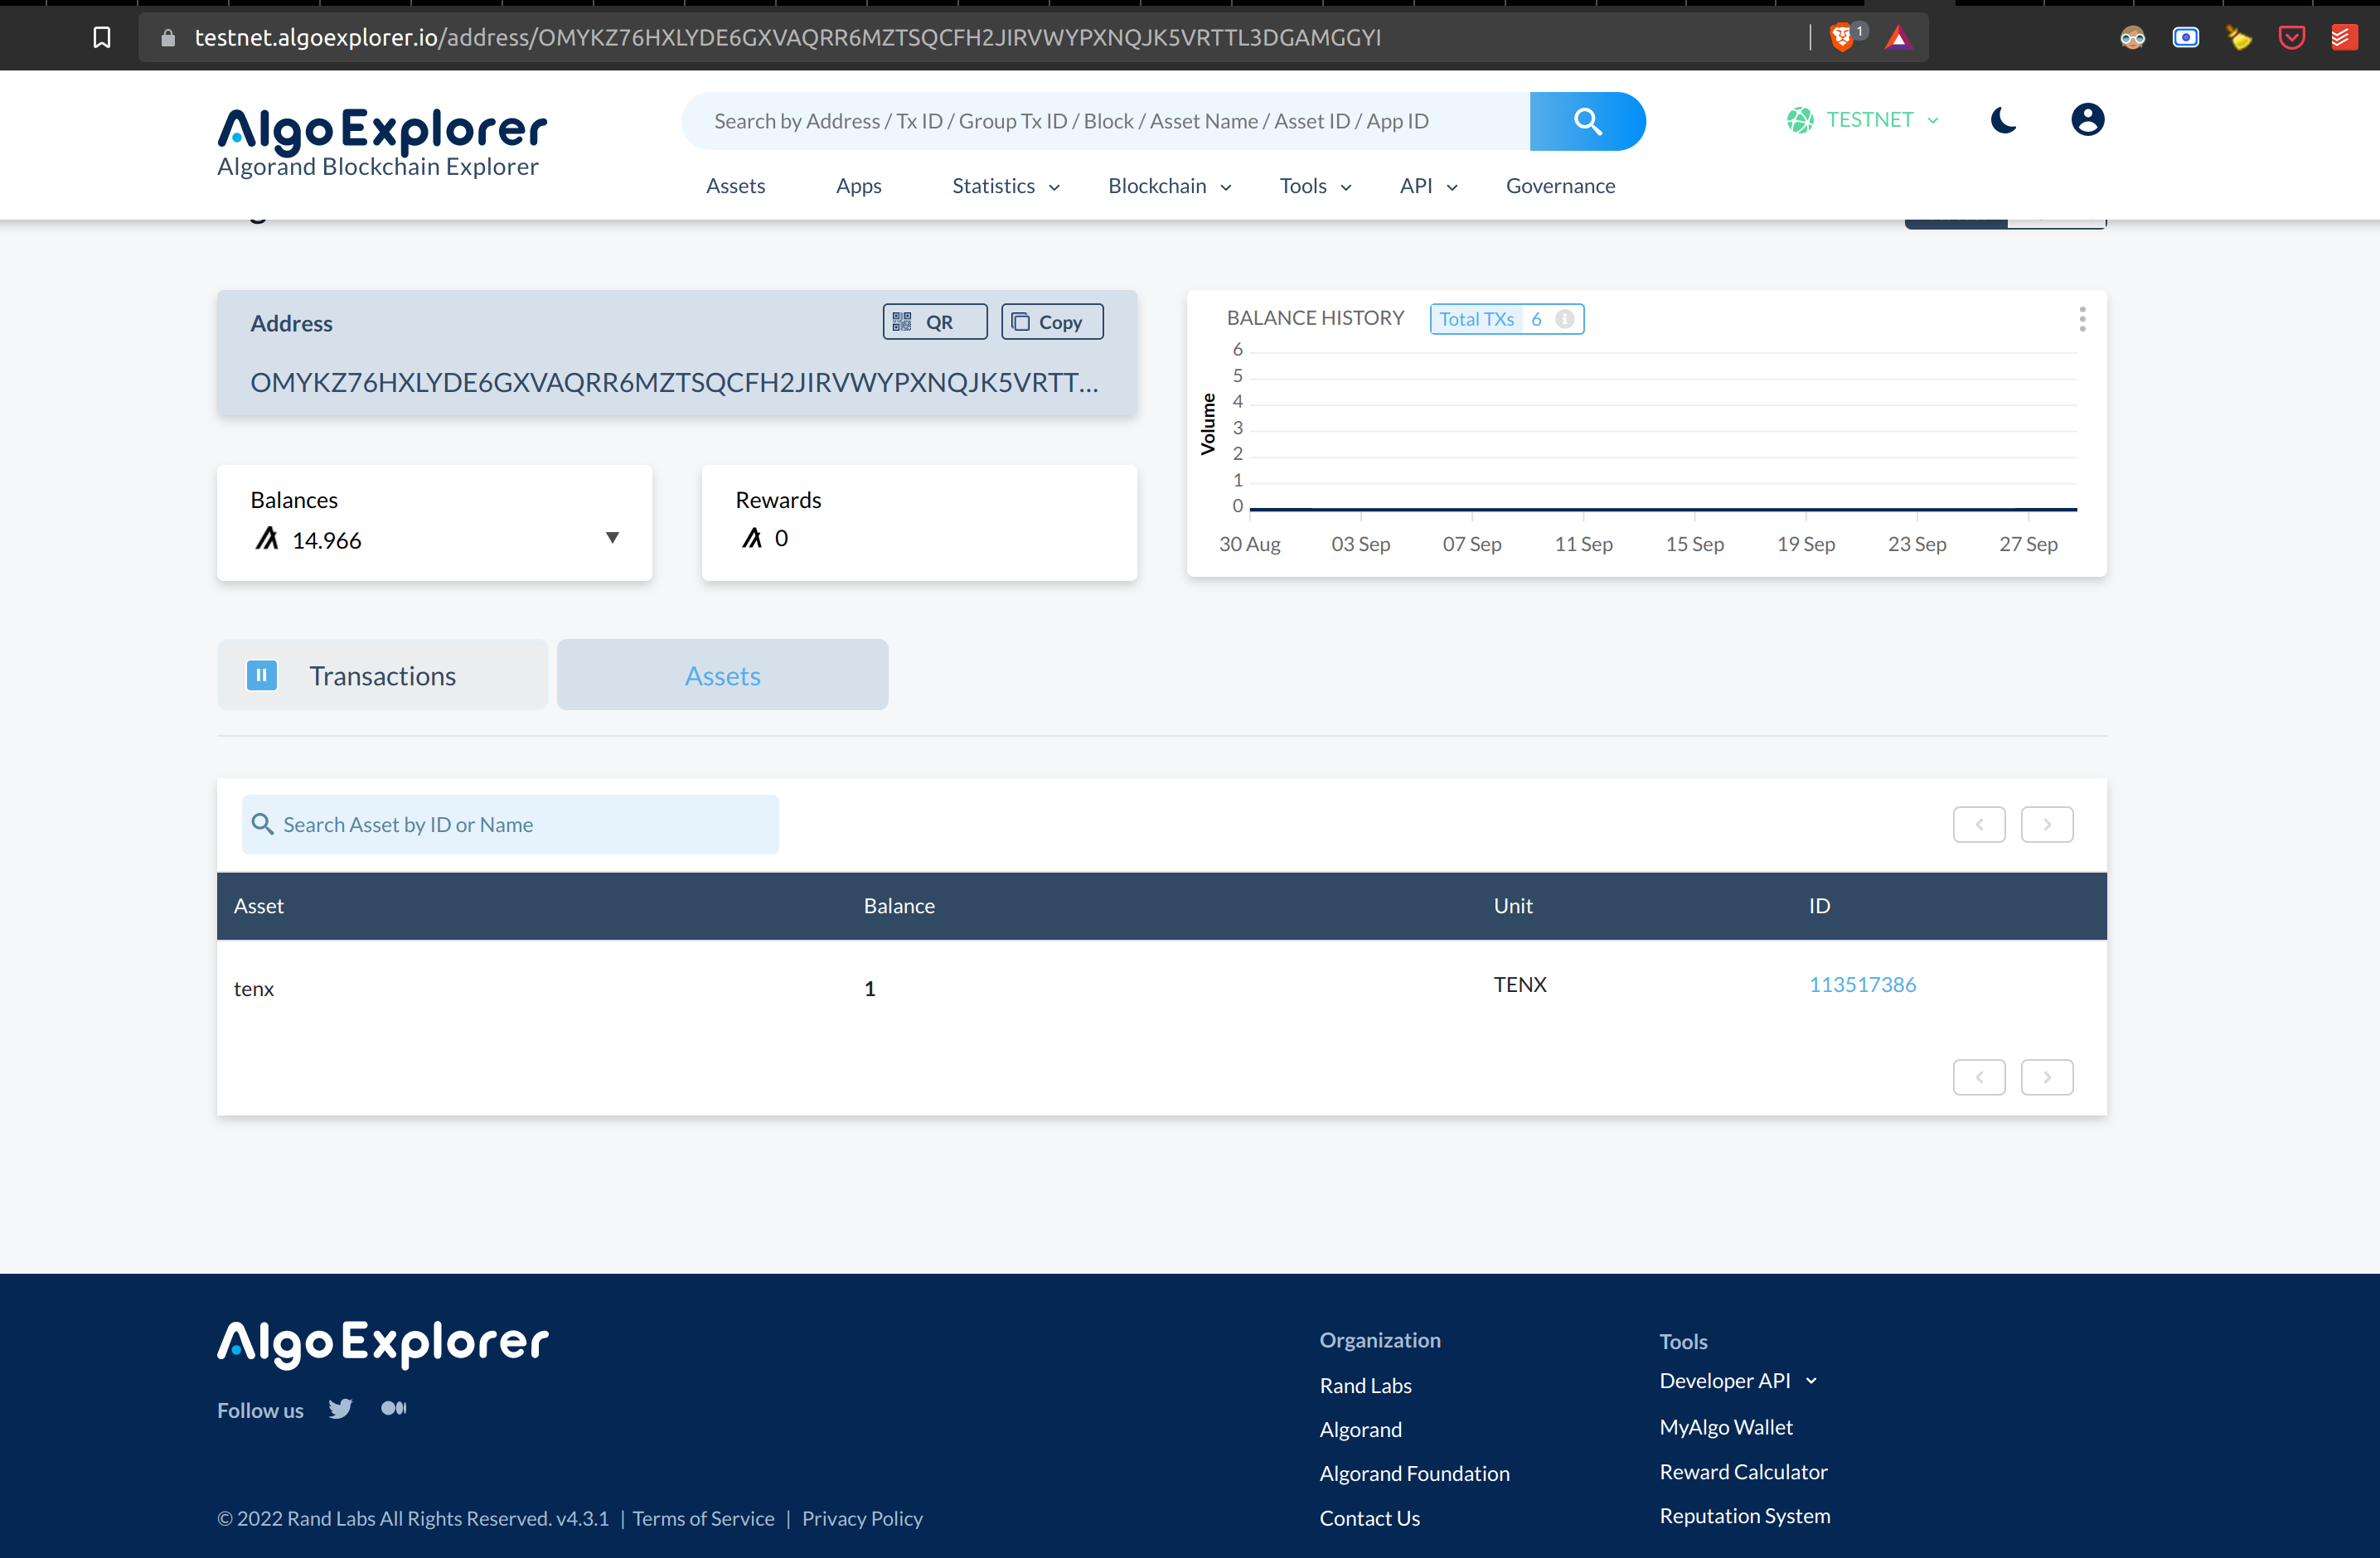 testnet.algoexplorer.io/address/OMYKZ76HXLYDE6GXVAQRR6MZTSQCFH2JIRVWYPXNQJK5VRTTL3DGAMGGYI
1
AlgoExplorer
Algorand Blockchain Explorer
Search by Address / Tx ID / Group Tx ID / Block / Asset Name / Asset ID / App ID
TESTNET
Assets Apps Statistics Blockchain Tools API Governance
Address
QR
Copy
OMYKZ76HXLYDE6GXVAQRR6MZTSQCFH2JIRVWYPXNQJK5VRTT...
Balances
14.966
Rewards
0
BALANCE HISTORY
Total TXs 6
Volume
6
5
4
3
2
1
0
30 Aug 03 Sep 07 Sep 11 Sep 15 Sep 19 Sep 23 Sep 27 Sep
Transactions
Assets
Search Asset by ID or Name
Asset Balance Unit ID
tenx 1 TENX 113517386
AlgoExplorer
Follow us
© 2022 Rand Labs All Rights Reserved. v4.3.1 | Terms of Service | Privacy Policy
Organization
Rand Labs
Algorand
Algorand Foundation
Contact Us
Tools
Developer API
MyAlgo Wallet
Reward Calculator
Reputation System